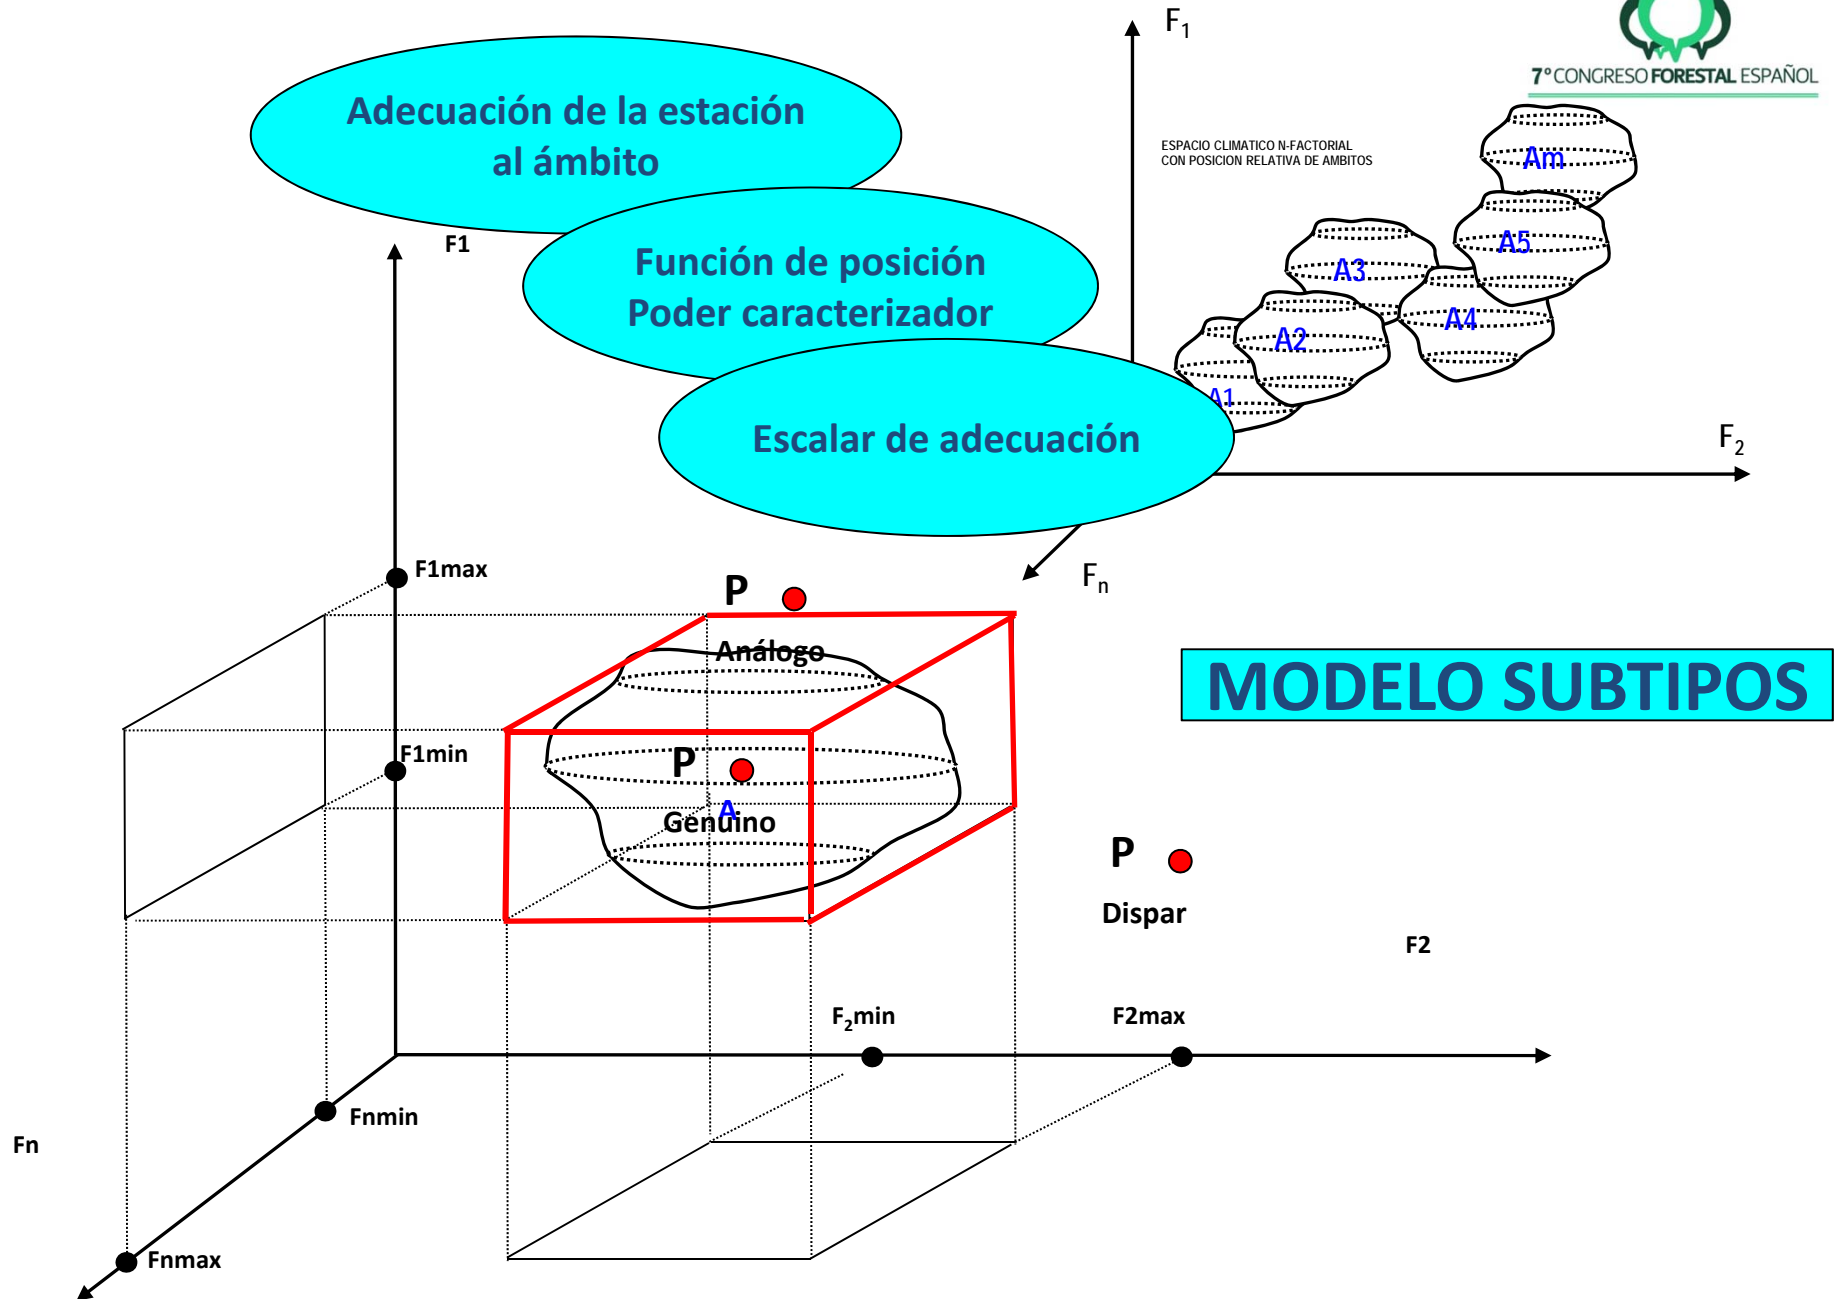 F1
7º CONGRESO FORESTAL ESPAÑOL
Adecuación de la estación
al ámbito
ESPACIO CLIMATICO N-FACTORIAL
CON POSICION RELATIVA DE AMBITOS
Am
F1
Función de posición
Poder caracterizador
A5
A3
A4
A2
A1
Escalar de adecuación
F2
F1max
P
Fn
Análogo
MODELO SUBTIPOS
F1min
P
A
Genuino
P
Dispar
F2
F2min
F2max
Fnmin
Fn
Fnmax